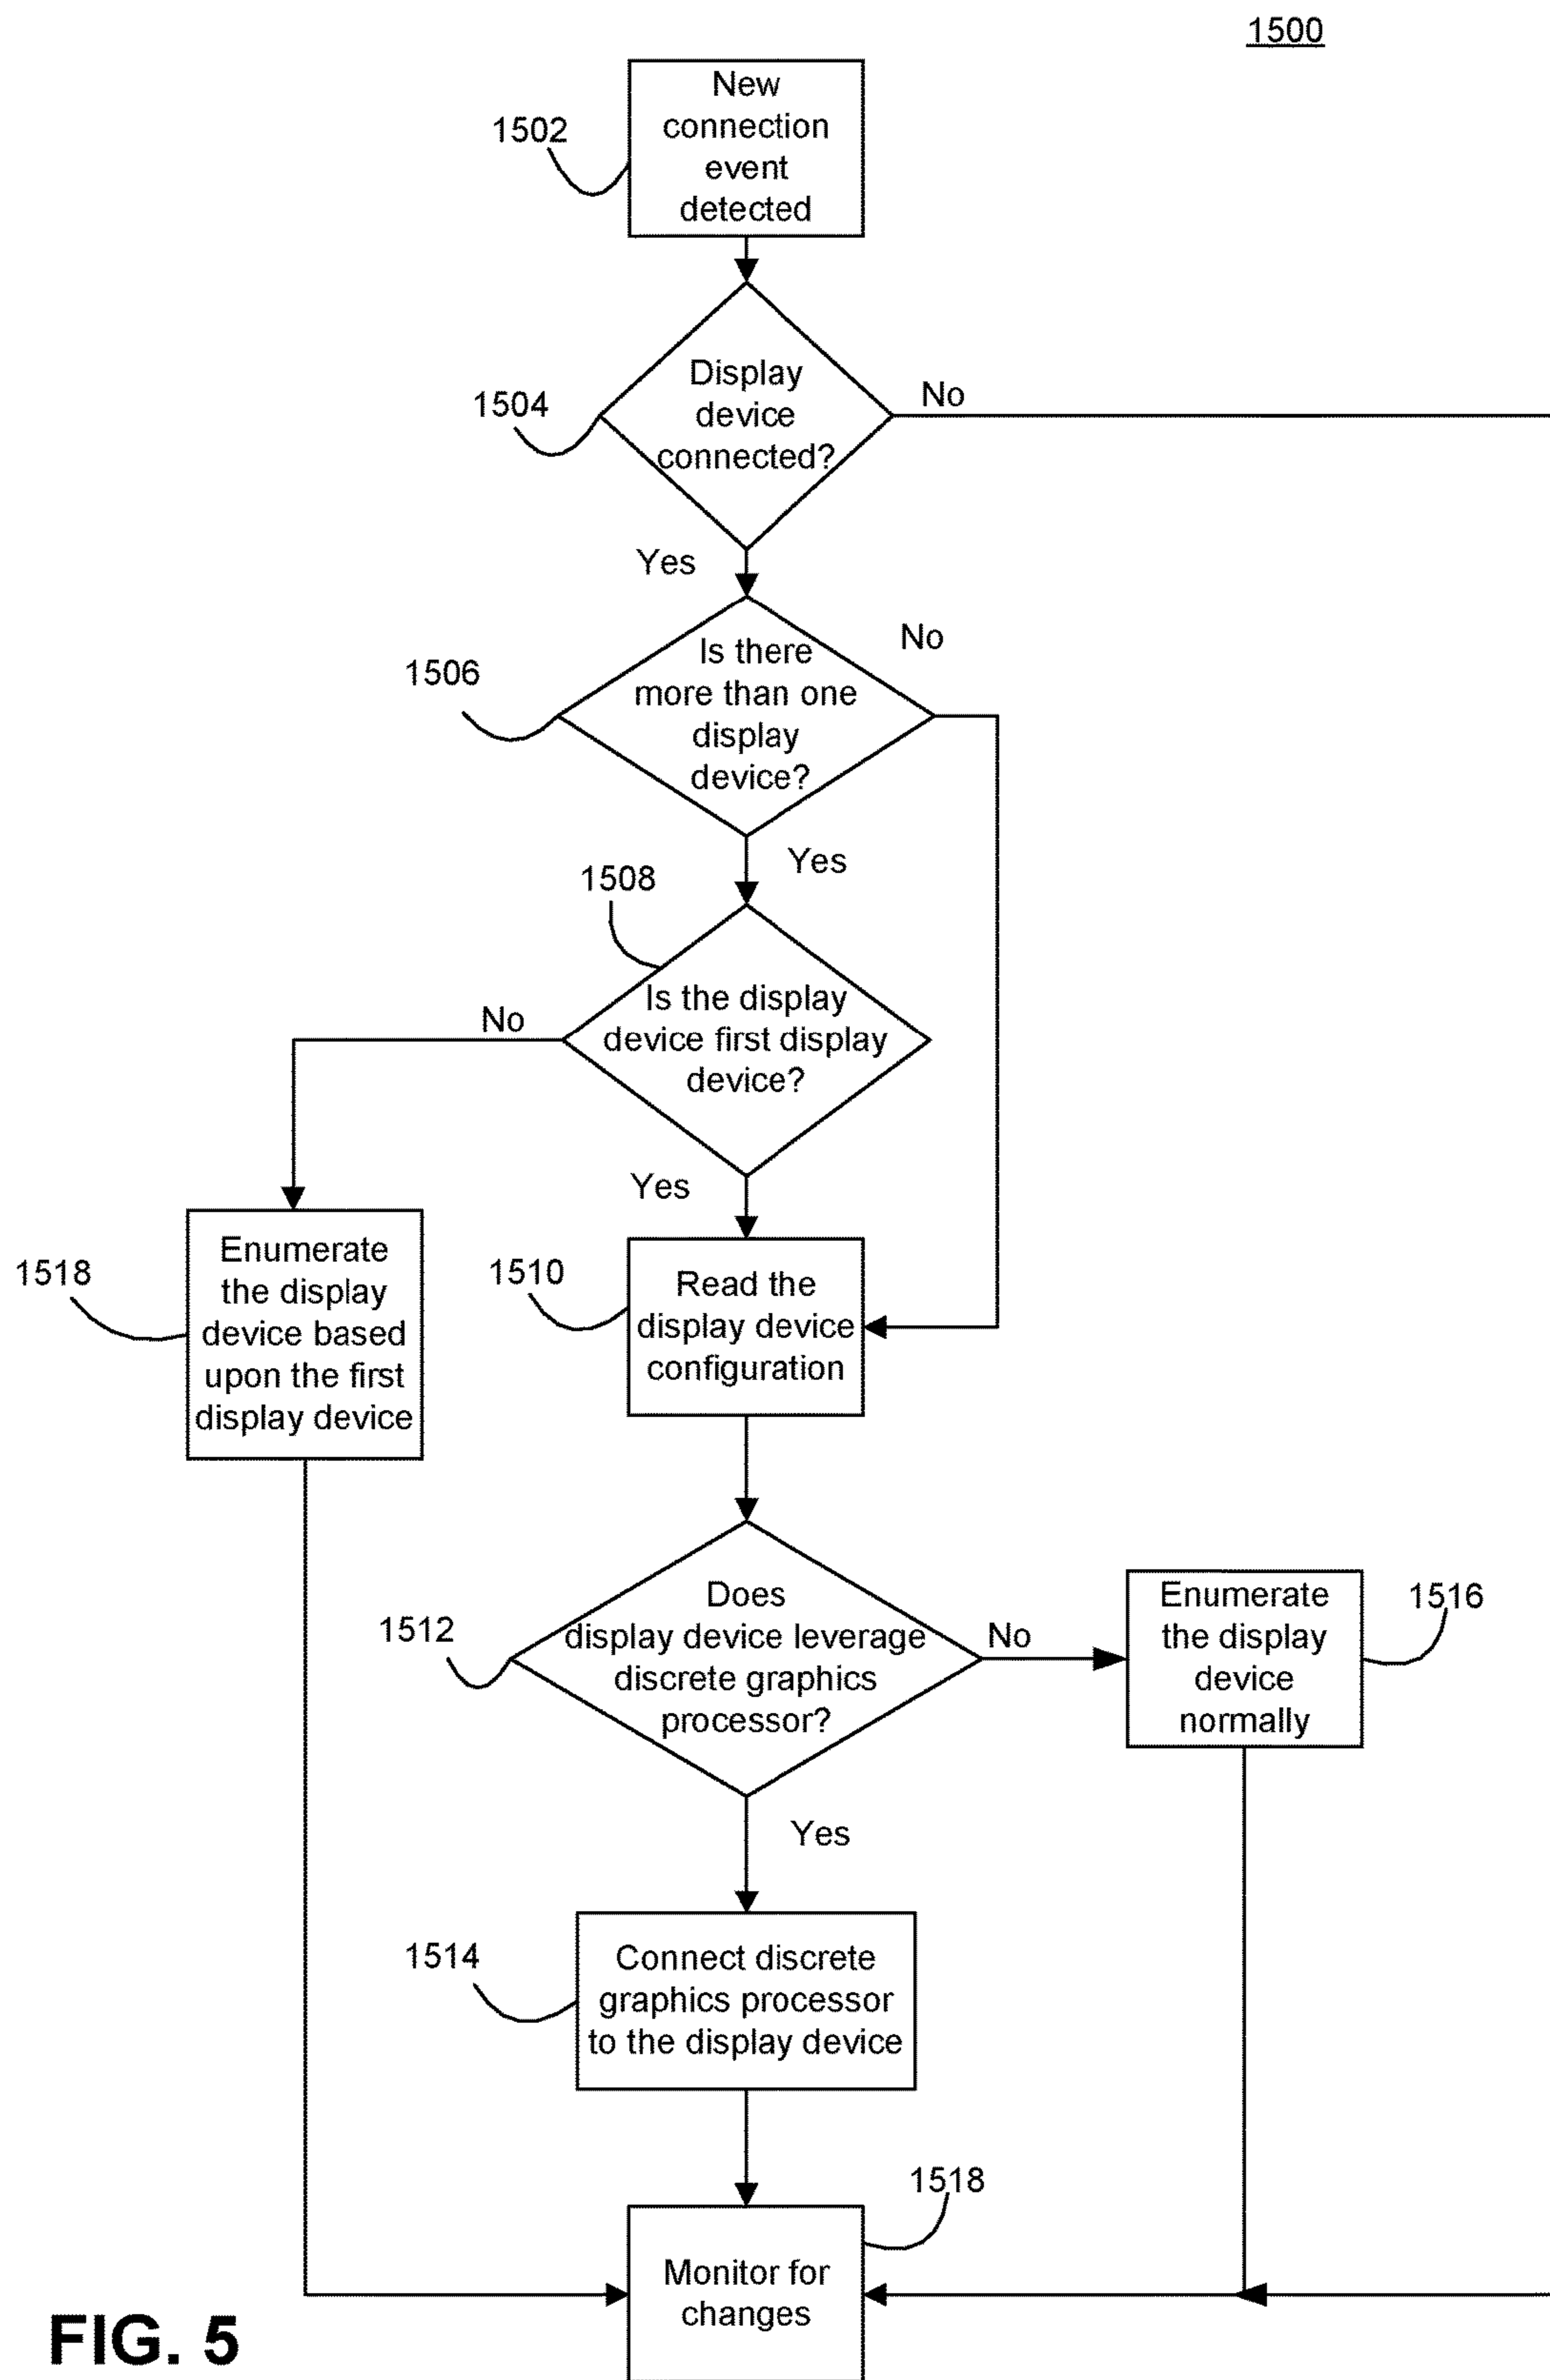 1500
New
connection
event
detected
1502
Display
device
connected?
1504
No
Yes
Is there
more than one
display
device?
1506
No
Yes
1508
Is the display
device first display
device?
No
Yes
Enumerate
the display
device based
upon the first
display device
1518
1510
Read the
display device
configuration
Does
display device leverage
discrete graphics
processor?
1512
No
Enumerate
the display
device
normally
1516
Yes
1514
Connect discrete
graphics processor
to the display device
1518
Monitor for
changes
FIG. 5